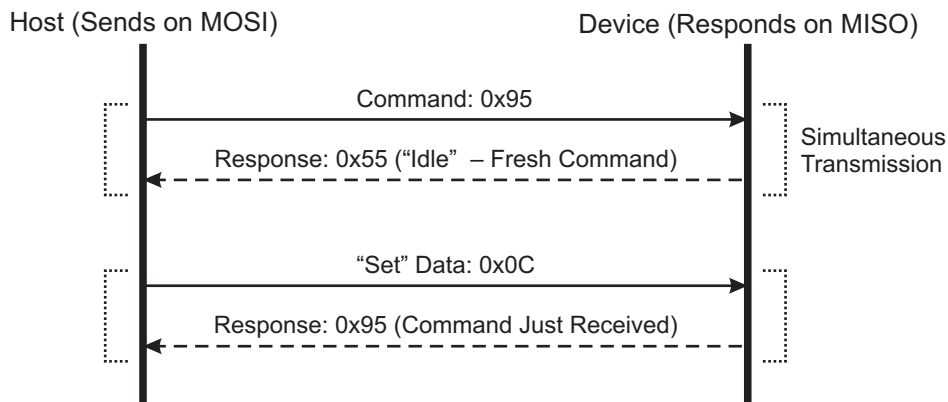 Host (Sends on MOSI)
Device (Responds on MISO)
Command: 0x95
Response: 0x55 (“Idle” – Fresh Command)
Simultaneous
Transmission
“Set” Data: 0x0C
Response: 0x95 (Command Just Received)